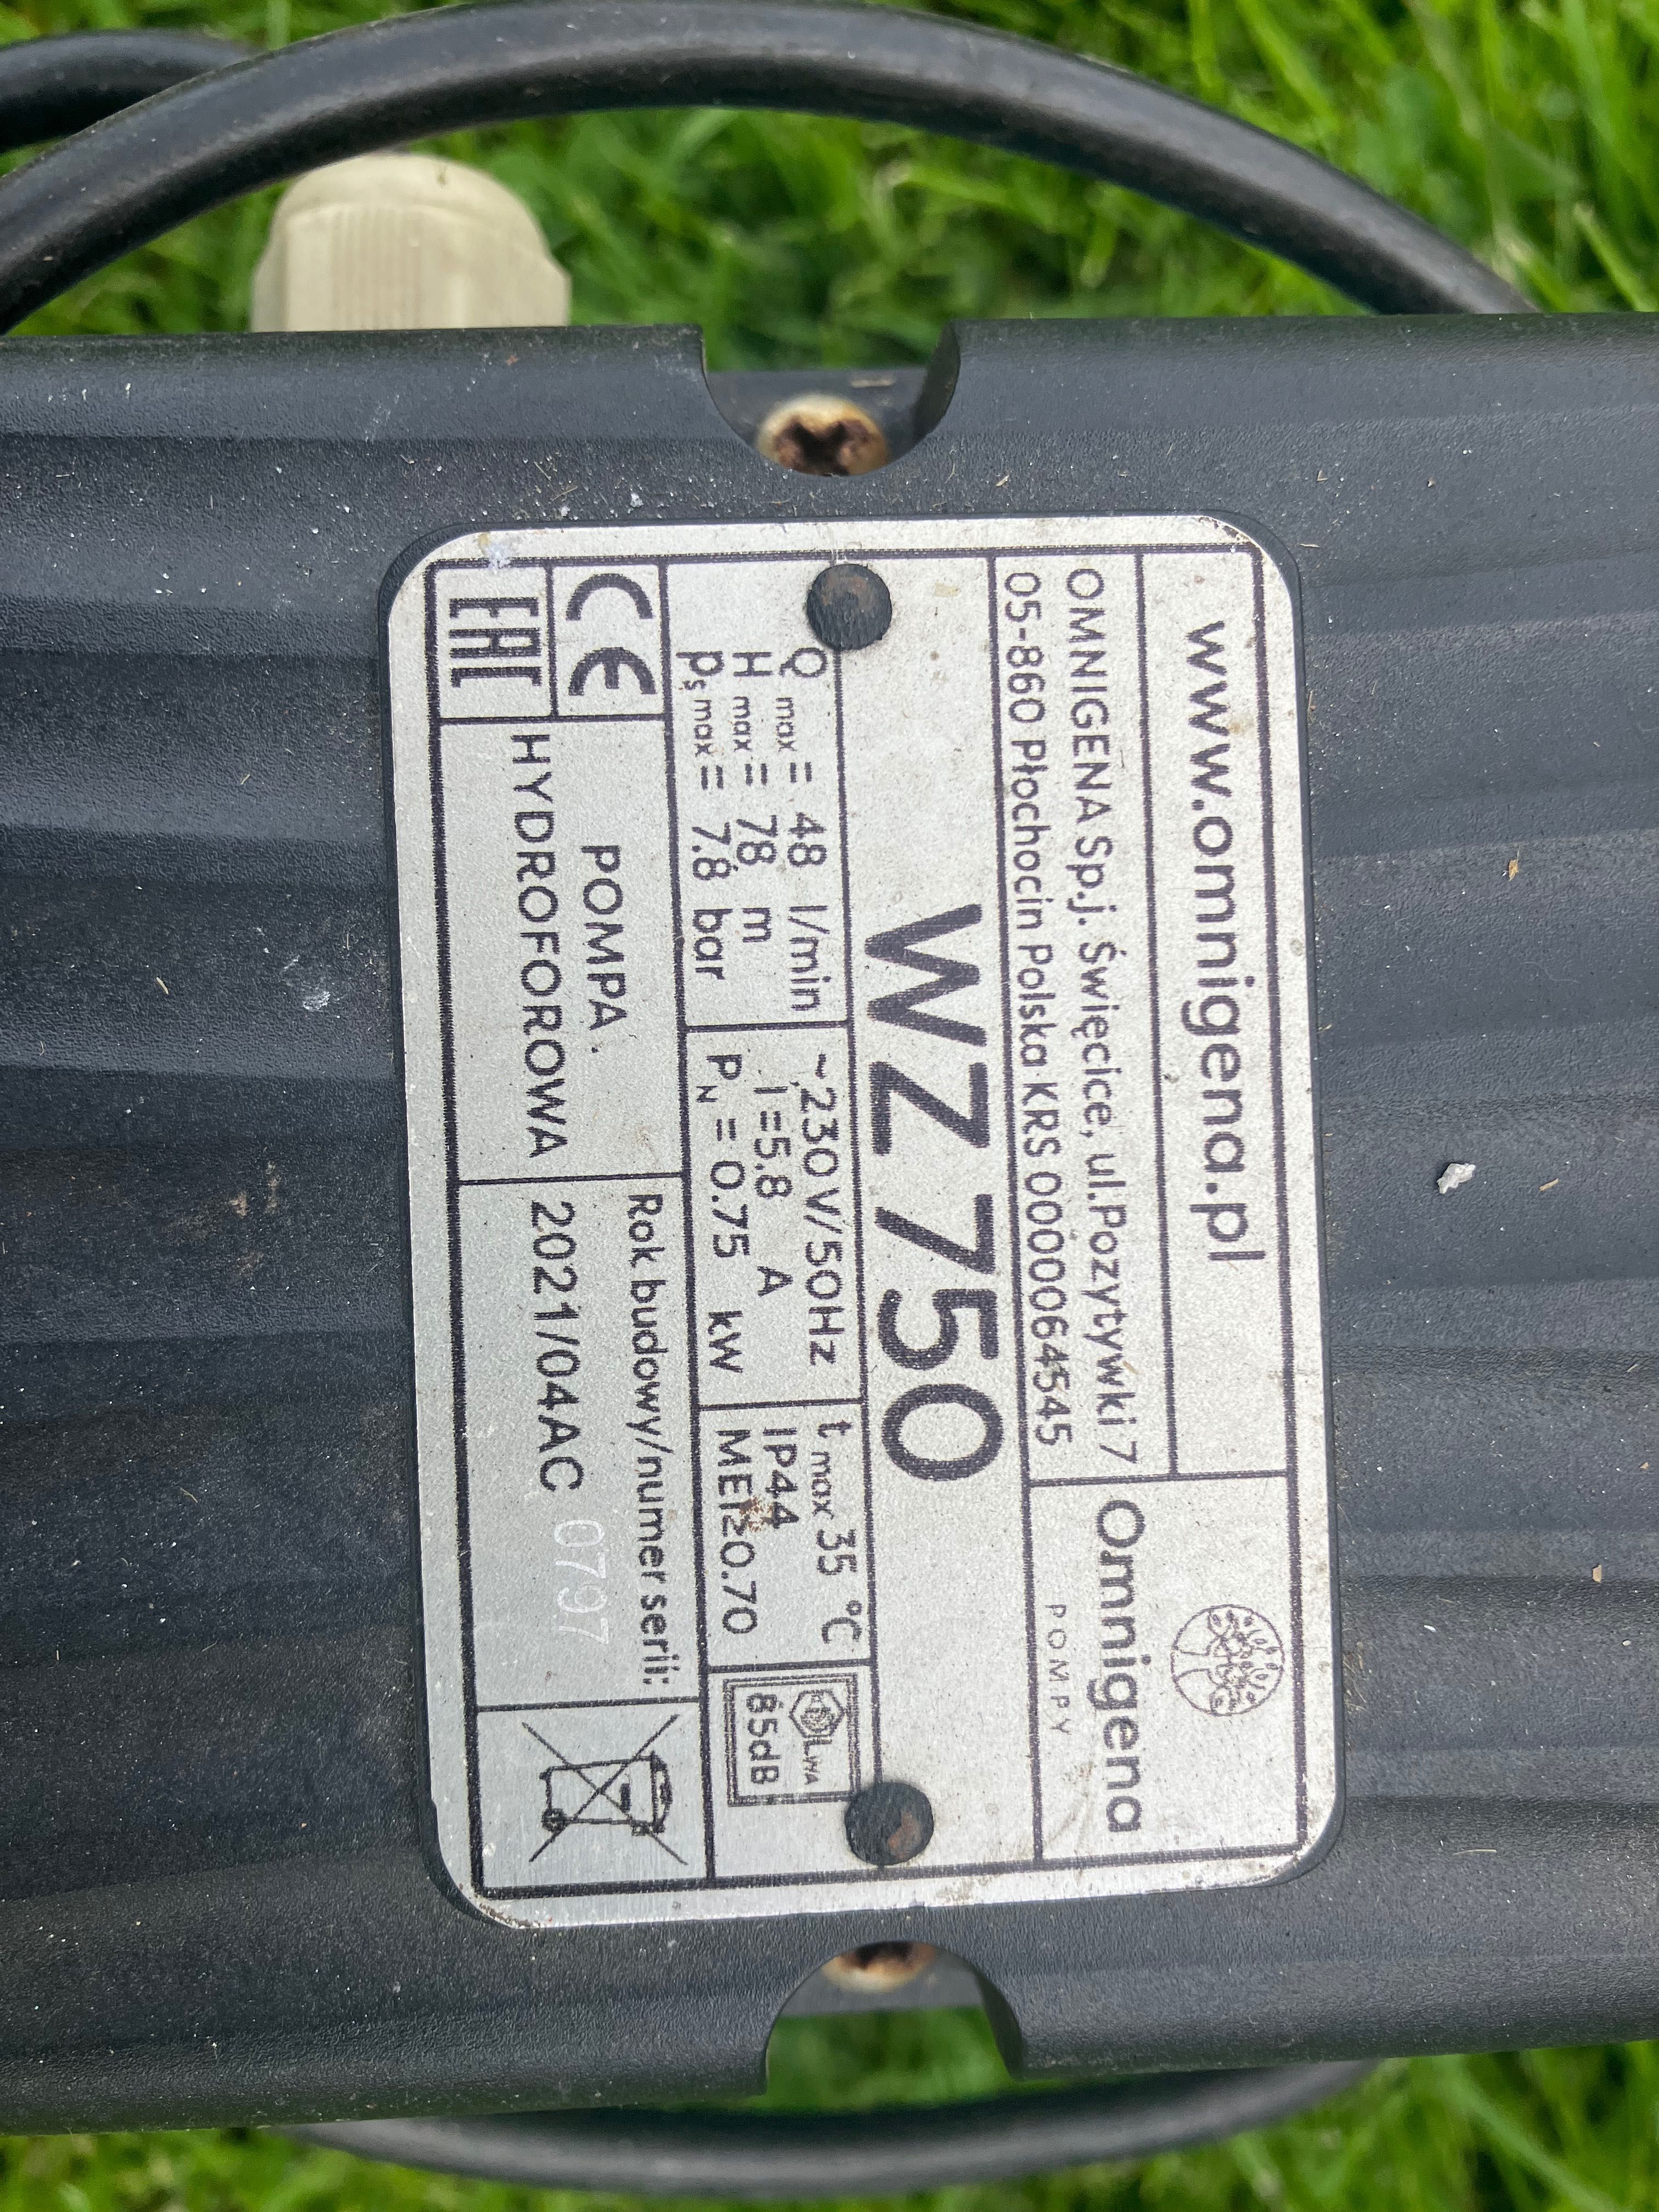 www.omnigena.pl
OMNIGENA Sp.j. Święcice, ul.Pozytywki 7
05-860 Płochocin Polska KRS 0000064545
Omnigena
POMPY
WZ 750
Q max = 48 l/min
H max = 78 m
Ps max = 7.8 bar
~230V/50Hz
I=5.8 A
PN = 0.75 kW
t max 35 °C
IP44
MEI≥0.70
LWA
85dB
CE
EAC
POMPA
HYDROFOROWA
Rok budowy/numer serii:
2021/04AC 0797